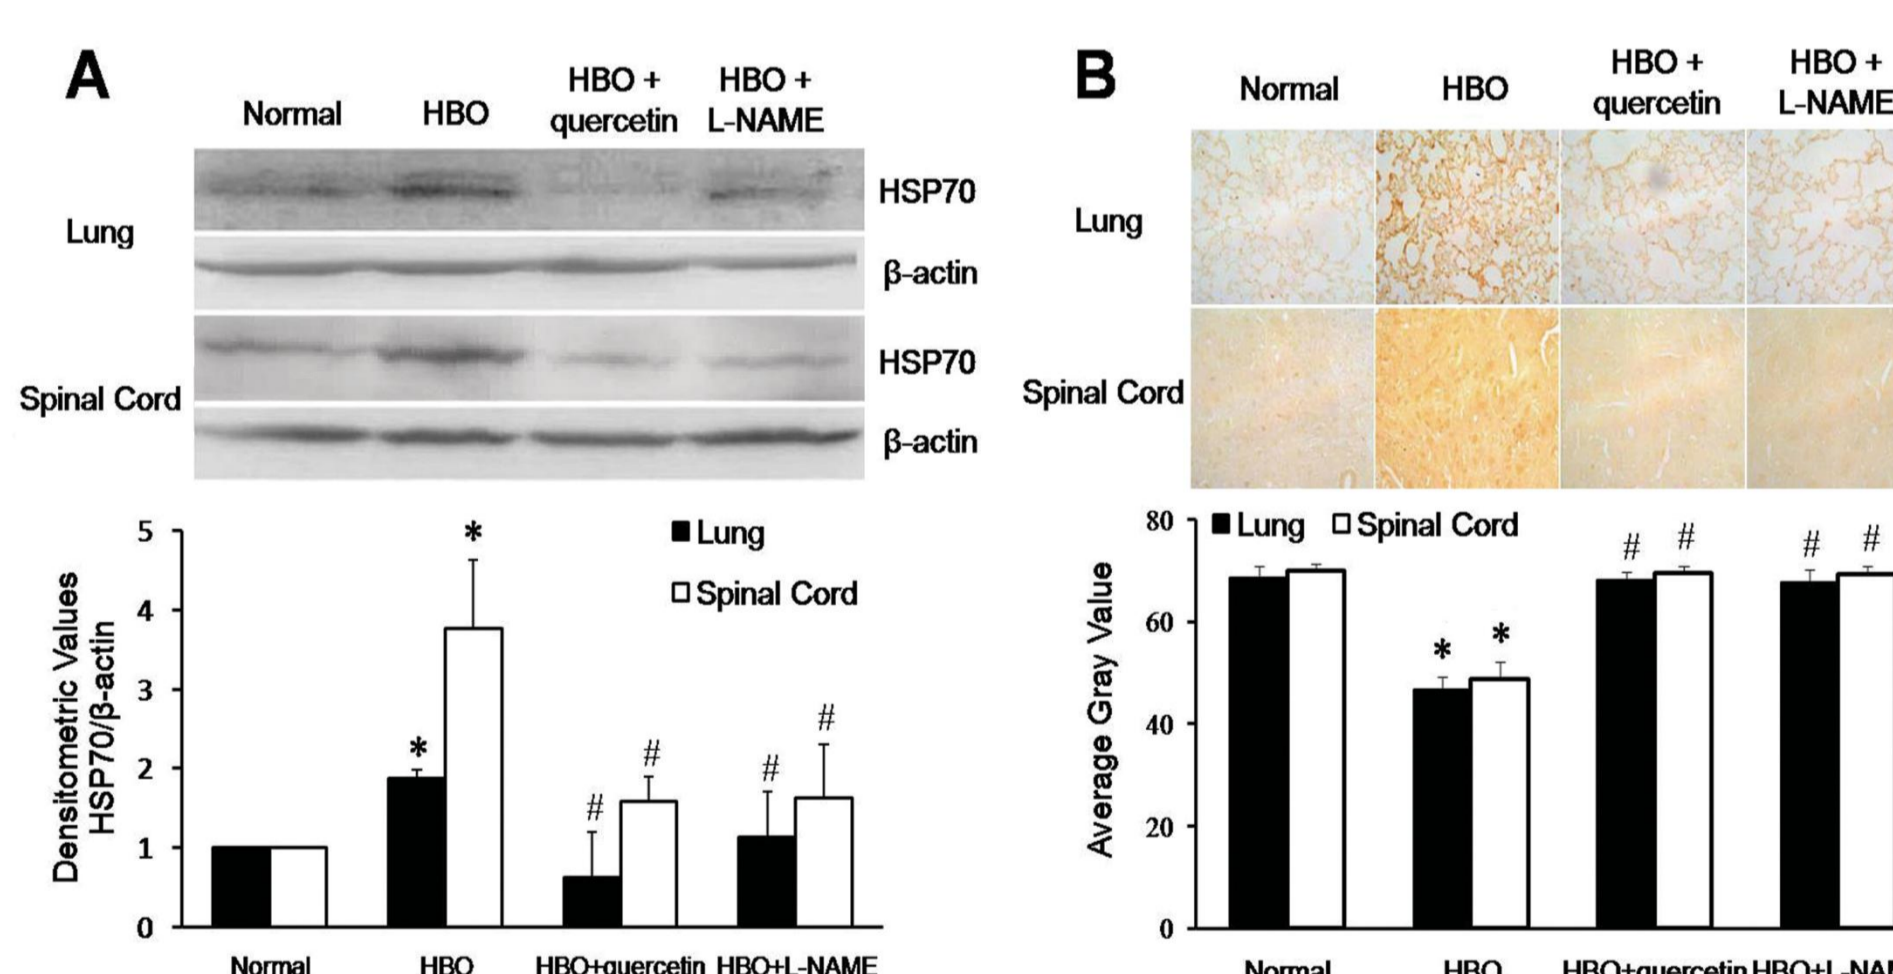 A
Normal
HBO
HBO +
quercetin
HBO +
L-NAME
Lung
HSP70
β-actin
Spinal Cord
HSP70
β-actin
Densitometric Values
HSP70/β-actin
5
4
3
2
1
0
*
*
#
#
#
#
Lung
Spinal Cord
Normal
HBO
HBO+quercetin
HBO+L-NAME
B
Normal
HBO
HBO +
quercetin
HBO +
L-NAME
Lung
Spinal Cord
Average Gray Value
80
60
40
20
0
Lung
Spinal Cord
*
*
#
#
#
#
Normal
HBO
HBO+quercetin
HBO+L-NA